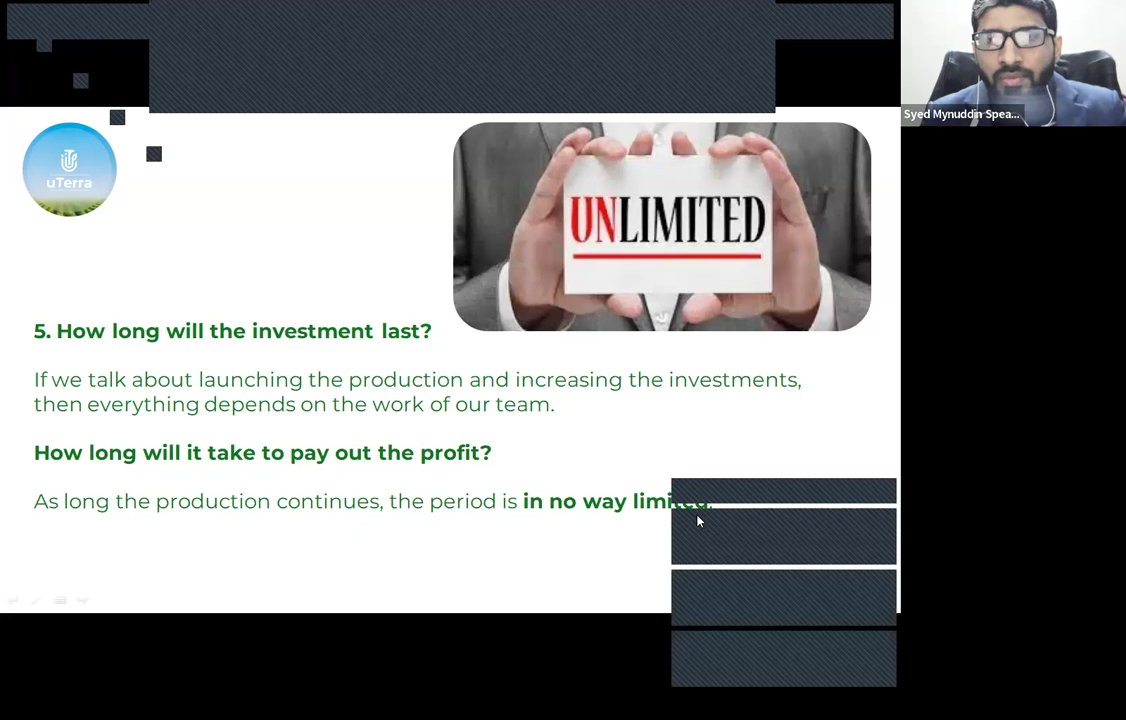 Syed Mynuddin Spea...
uTerra
UNLIMITED
5. How long will the investment last?
If we talk about launching the production and increasing the investments,
then everything depends on the work of our team.
How long will it take to pay out the profit?
As long the production continues, the period is in no way limited.